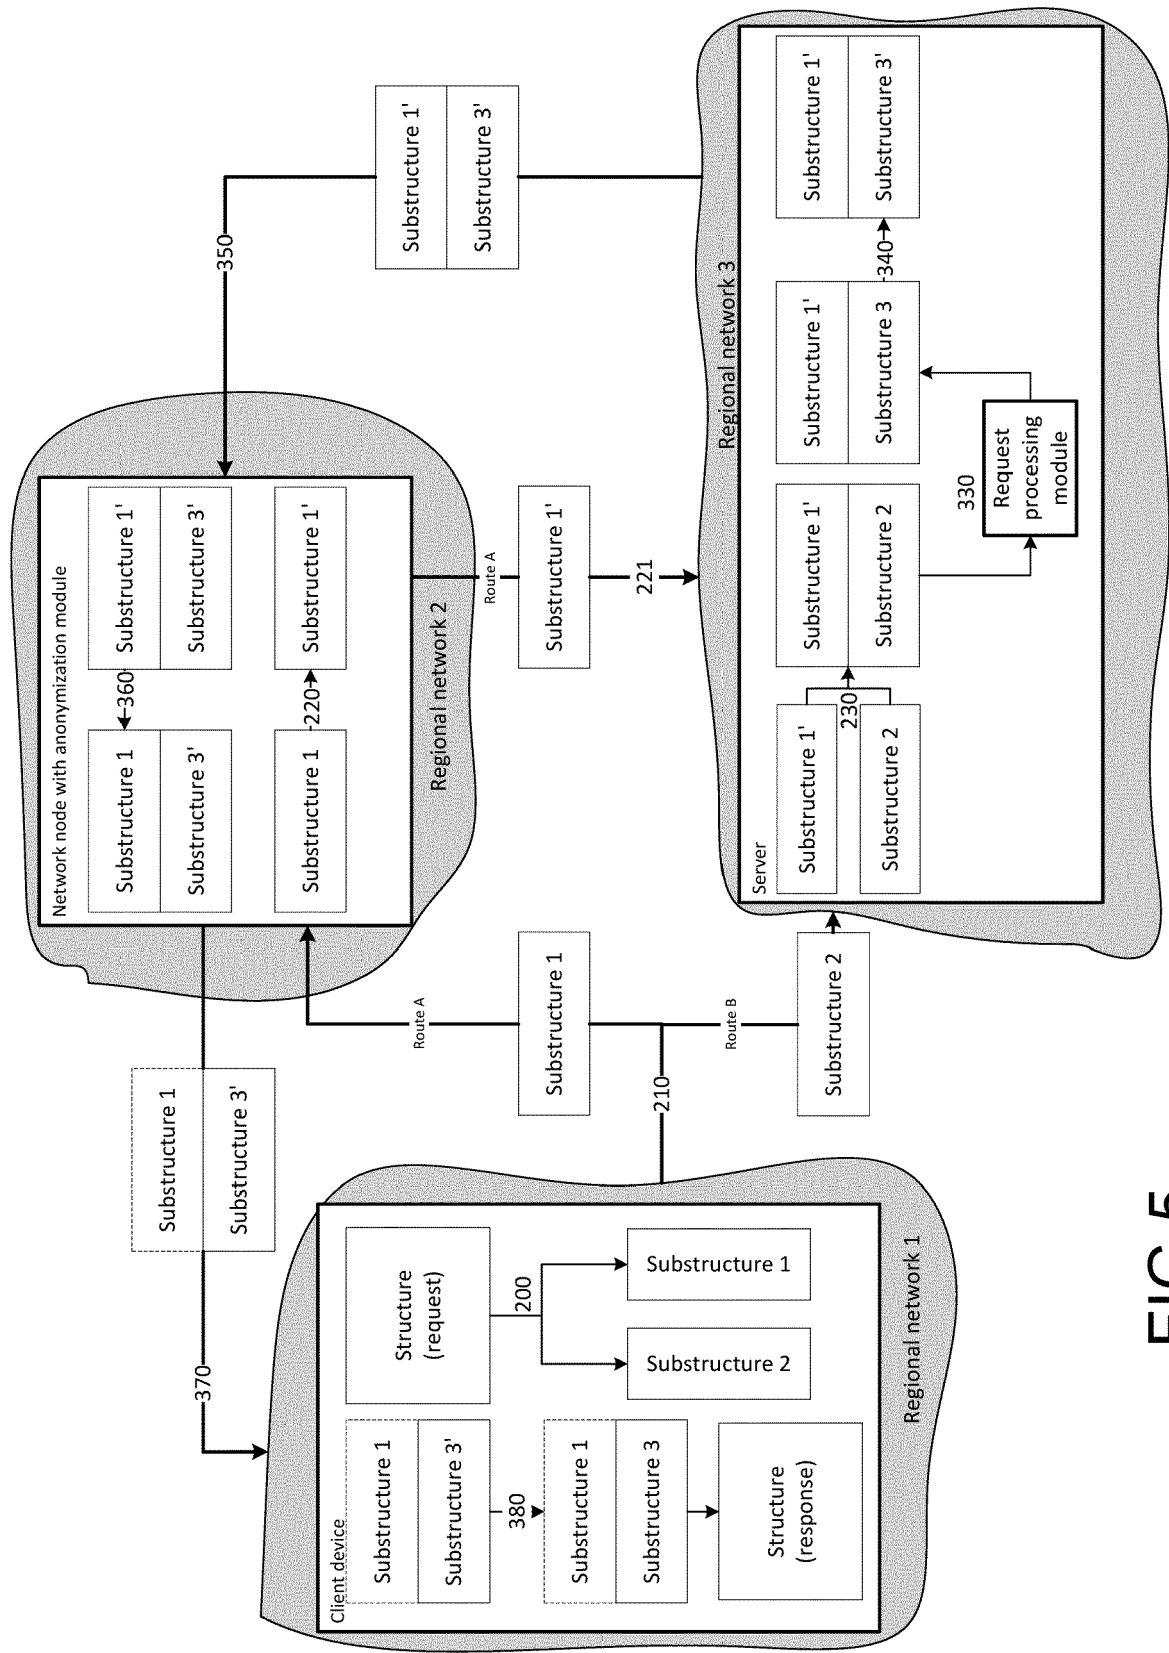 Network node with anonymization module
Substructure 1
Substructure 3'
360
Substructure 1'
Substructure 3'
Substructure 1
220
Substructure 1'
Regional network 2
350
Substructure 1'
Substructure 3'
Substructure 1
Substructure 3'
370
Client device
Substructure 1
Substructure 3'
380
Substructure 1
Substructure 3
Structure
(response)
Structure
(request)
200
Substructure 2
Substructure 1
Regional network 1
210
Route A
Substructure 1
Route B
Substructure 2
Route A
Substructure 1'
221
Regional network 3
Server
Substructure 1'
Substructure 2
230
Substructure 1'
Substructure 2
330
Request
processing
module
Substructure 1'
Substructure 3
340
Substructure 1'
Substructure 3'
FIG 5